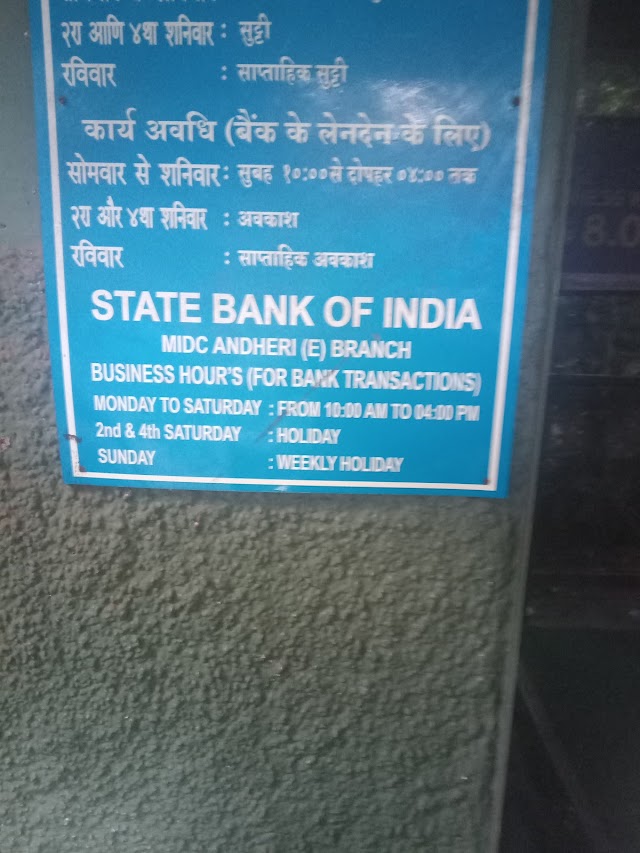 २रा आणि ४था शनिवार : सुट्टी
रविवार : साप्ताहिक सुट्टी
कार्य अवधि (बैंक के लेनदेन के लिए)
सोमवार से शनिवार : सुबह १०:०० से दोपहर ०४:०० तक
२रा और ४था शनिवार : अवकाश
रविवार : साप्ताहिक अवकाश
STATE BANK OF INDIA
MIDC ANDHERI (E) BRANCH
BUSINESS HOUR'S (FOR BANK TRANSACTIONS)
MONDAY TO SATURDAY : FROM 10:00 AM TO 04:00 PM
2nd & 4th SATURDAY : HOLIDAY
SUNDAY : WEEKLY HOLIDAY
8.0